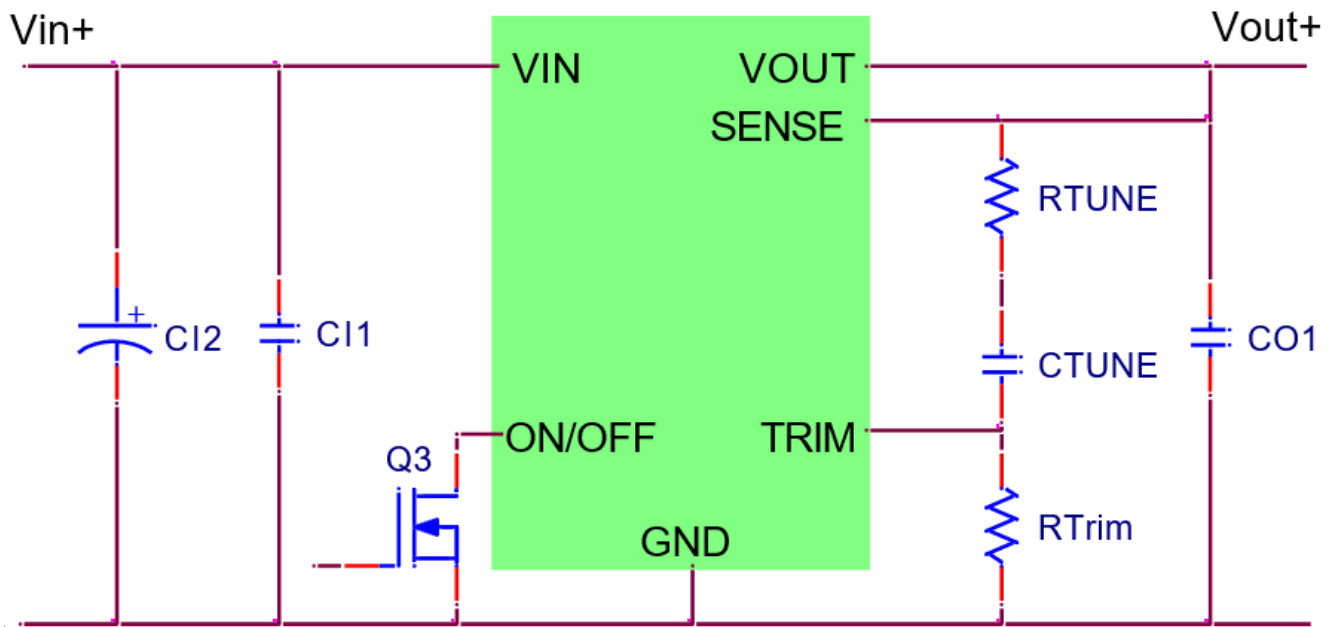 Vin+
Vout+
VIN
VOUT
SENSE
RTUNE
+
CI2
CI1
CO1
CTUNE
ON/OFF
TRIM
Q3
RTrim
GND